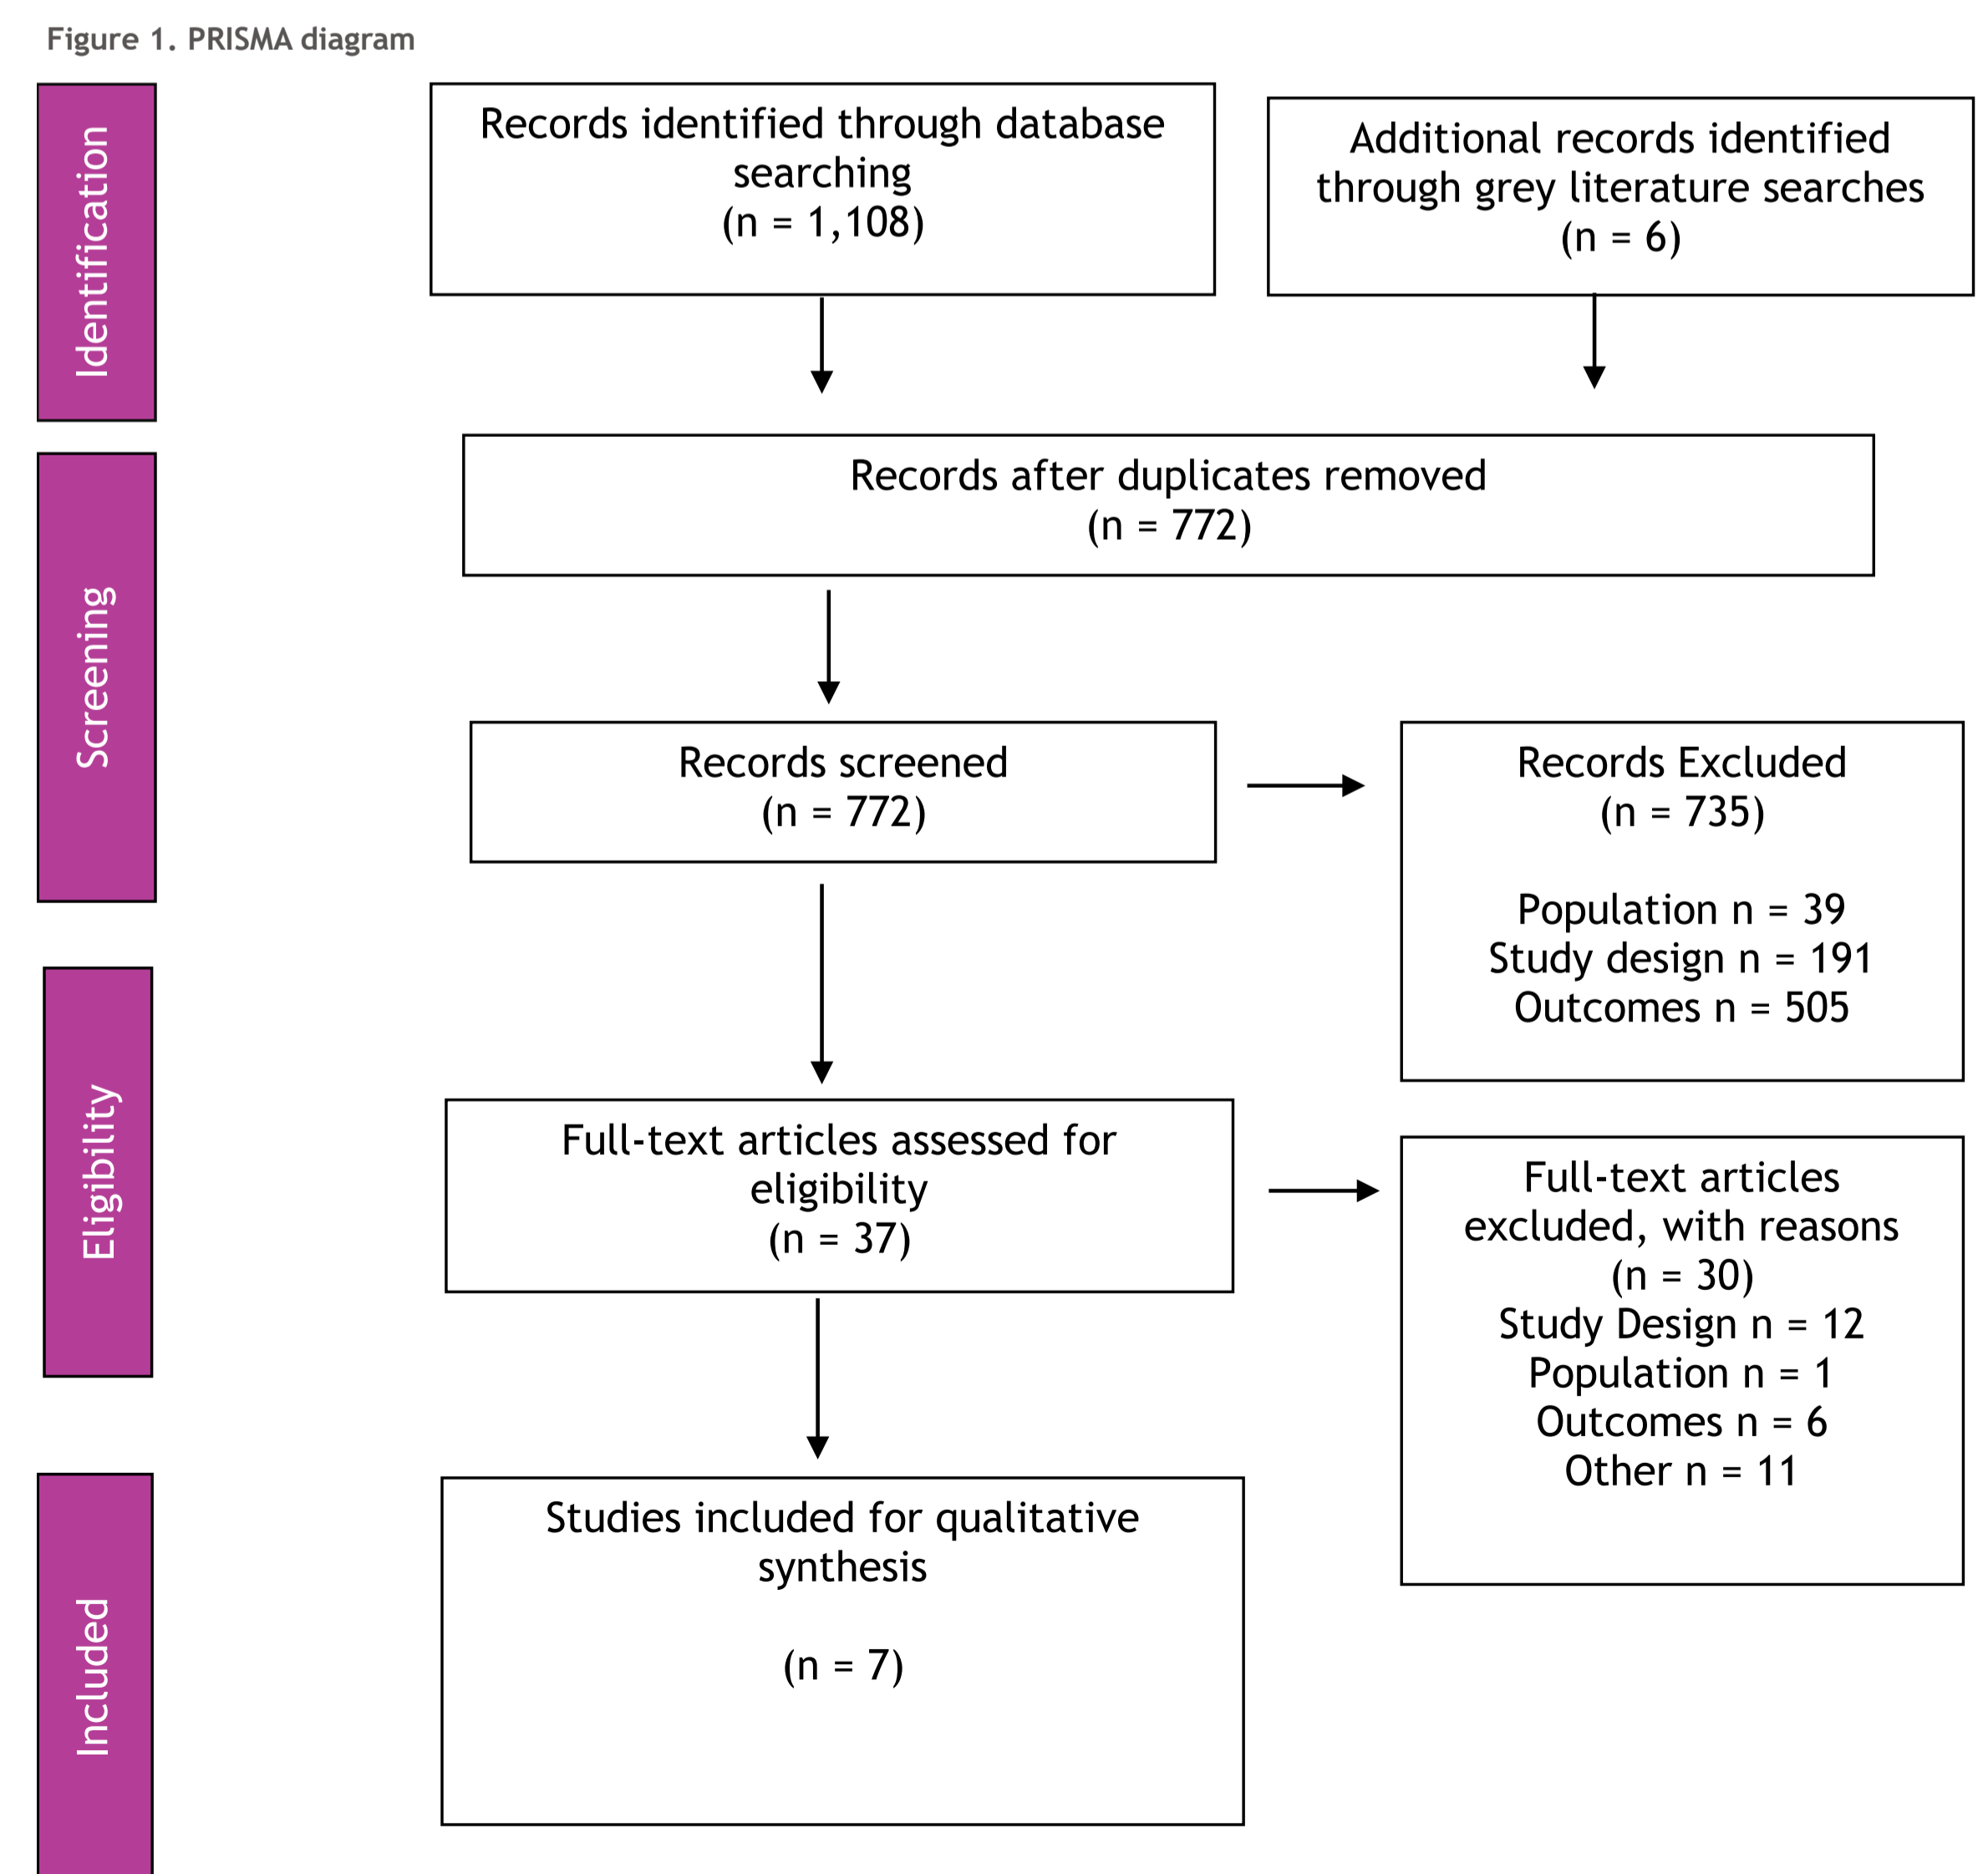 Figure 1. PRISMA diagram
Identification
Records identified through database
searching
(n = 1,108)
Additional records identified
through grey literature searches
(n = 6)
Screening
Records after duplicates removed
(n = 772)
Records screened
(n = 772)
Records Excluded
(n = 735)
Population n = 39
Study design n = 191
Outcomes n = 505
Eligibility
Full-text articles assessed for
eligibility
(n = 37)
Full-text articles
excluded, with reasons
(n = 30)
Study Design n = 12
Population n = 1
Outcomes n = 6
Other n = 11
Included
Studies included for qualitative
synthesis
(n = 7)